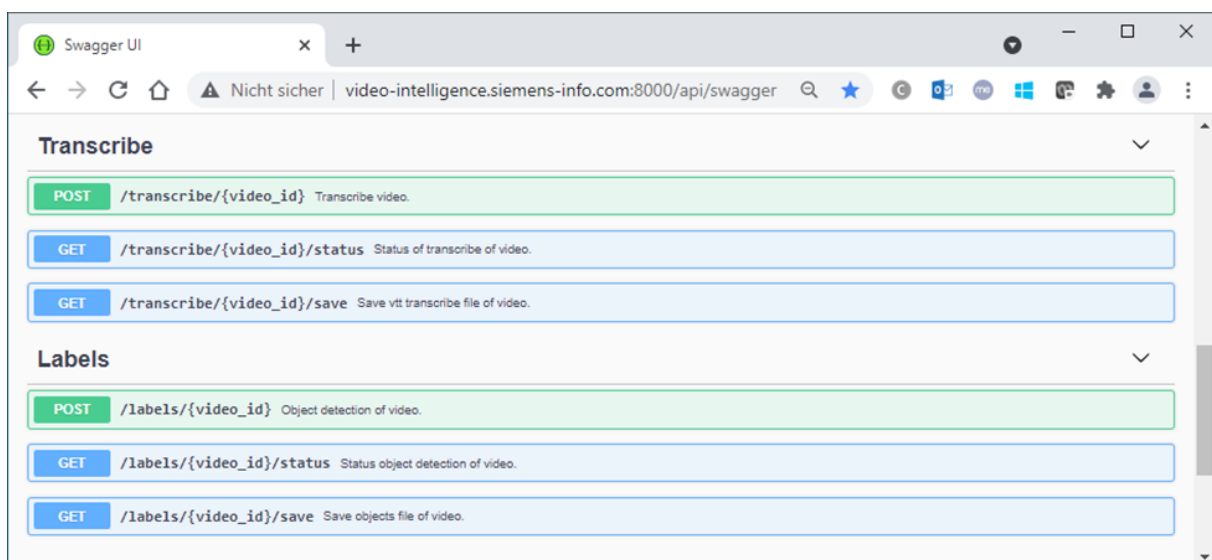 Swagger UI
Nicht sicher | video-intelligence.siemens-info.com:8000/api/swagger
Transcribe
POST /transcribe/{video_id} Transcribe video.
GET /transcribe/{video_id}/status Status of transcribe of video.
GET /transcribe/{video_id}/save Save vtt transcribe file of video.
Labels
POST /labels/{video_id} Object detection of video.
GET /labels/{video_id}/status Status object detection of video.
GET /labels/{video_id}/save Save objects file of video.